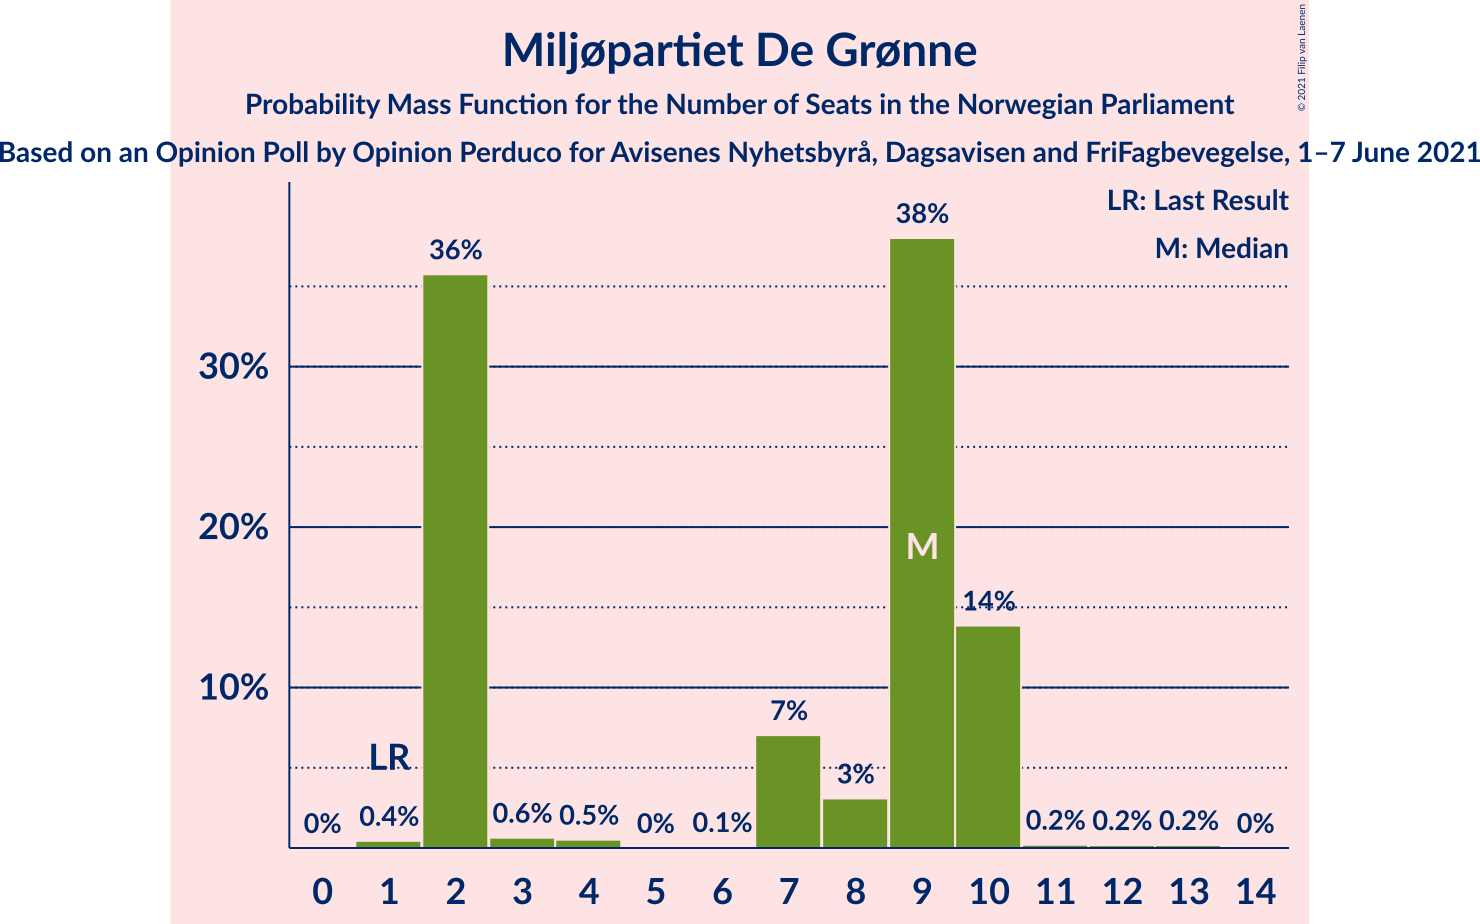 Miljøpartiet De Grønne
Probability Mass Function for the Number of Seats in the Norwegian Parliament
Based on an Opinion Poll by Opinion Perduco for Avisenes Nyhetsbyrå, Dagsavisen and FriFagbevegelse, 1–7 June 2021
© 2021 Filip van Laenen
LR: Last Result
M: Median
38%
36%
30%
20%
M
14%
10%
7%
LR
3%
0% 0.4% 0.6% 0.5% 0% 0.1% 0.2% 0.2% 0.2% 0%
0 1 2 3 4 5 6 7 8 9 10 11 12 13 14